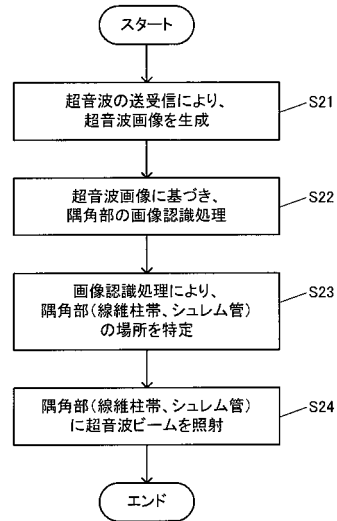 スタート
超音波の送受信により、
超音波画像を生成
S21
超音波画像に基づき、
隅角部の画像認識処理
S22
画像認識処理により、
隅角部(線維柱帯、シュレム管)
の場所を特定
S23
隅角部(線維柱帯、シュレム管)
に超音波ビームを照射
S24
エンド